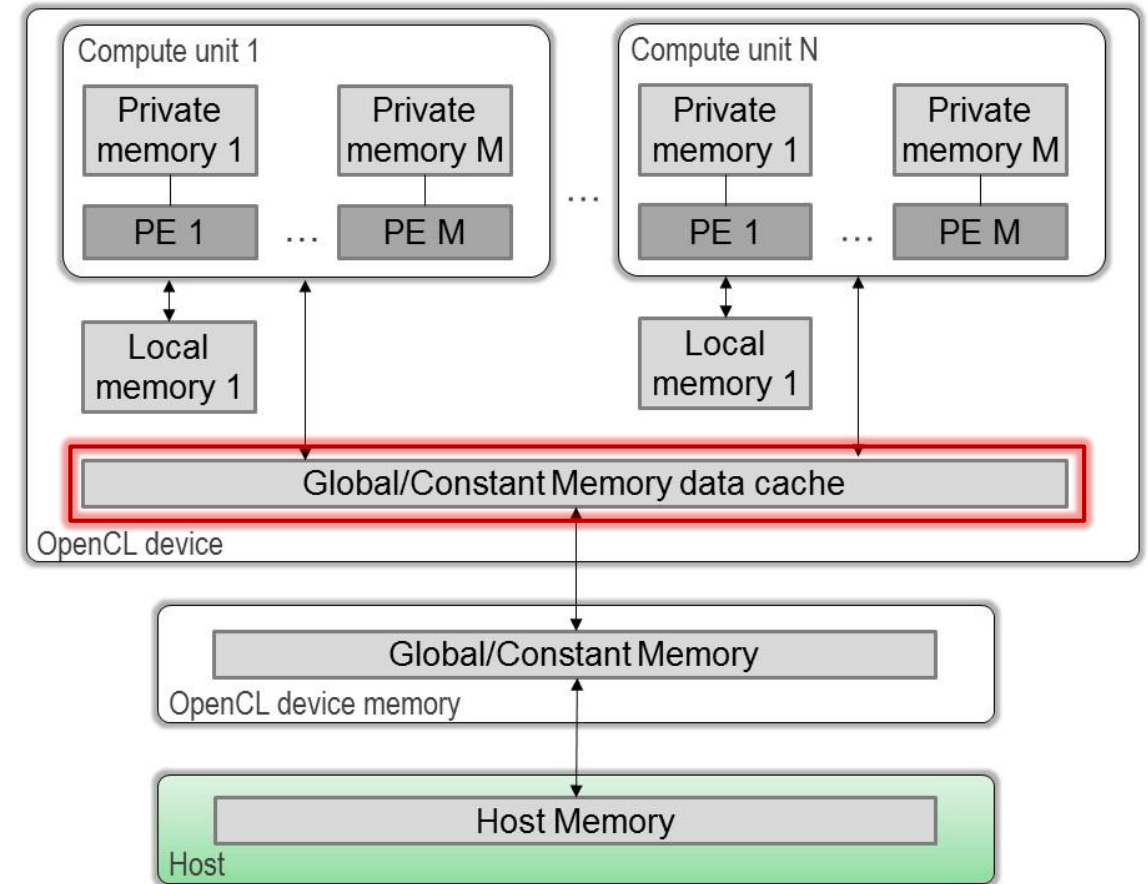 Compute unit 1
Private
memory 1
Private
memory M
PE 1
...
PE M
...
Compute unit N
Private
memory 1
Private
memory M
PE 1
...
PE M
Local
memory 1
Local
memory 1
Global/Constant Memory data cache
OpenCL device
Global/Constant Memory
OpenCL device memory
Host Memory
Host